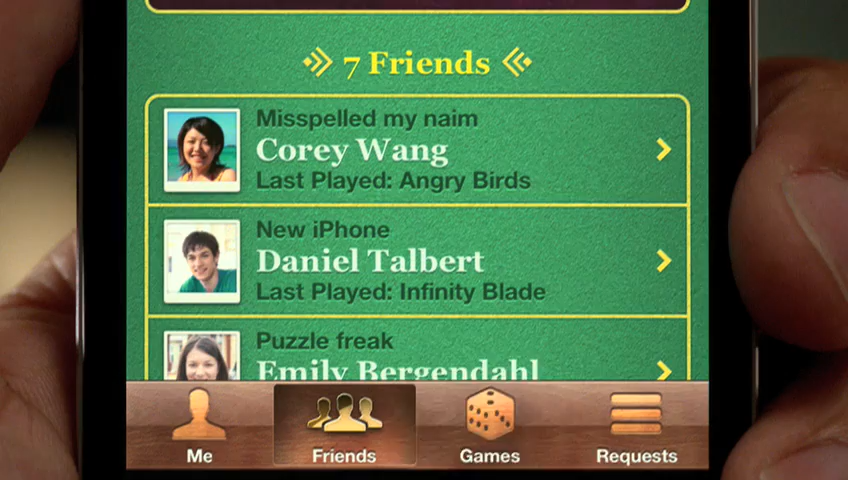 7 Friends
Misspelled my naim
Corey Wang
Last Played: Angry Birds
New iPhone
Daniel Talbert
Last Played: Infinity Blade
Puzzle freak
Emily Bergendahl
Me
Friends
Games
Requests